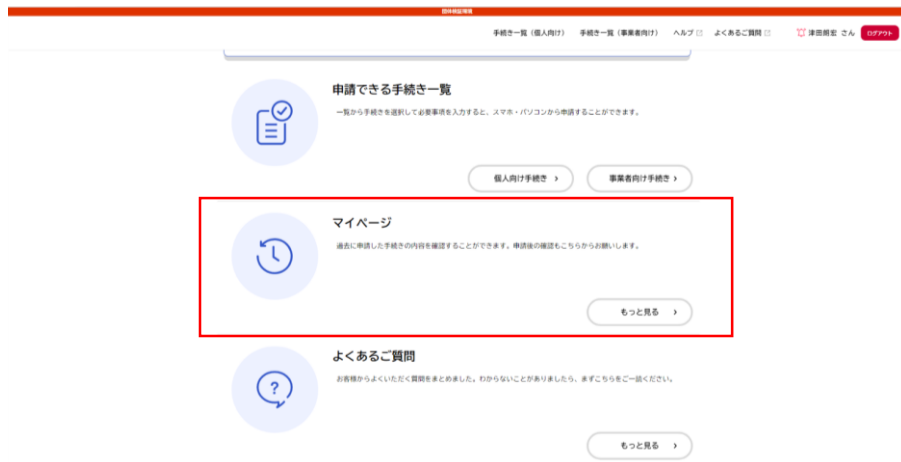 団体検証環境
手続き一覧（個人向け） 手続き一覧（事業者向け） ヘルプ よくあるご質問 津田朗宏 さん ログアウト
申請できる手続き一覧
一覧から手続きを選択して必要事項を入力すると、スマホ・パソコンから申請することができます。
個人向け手続き 事業者向け手続き
マイページ
過去に申請した手続きの内容を確認することができます。申請後の確認もこちらからお願いします。
もっと見る
よくあるご質問
お客様からよくいただく質問をまとめました。わからないことがありましたら、まずこちらをご一読ください。
もっと見る